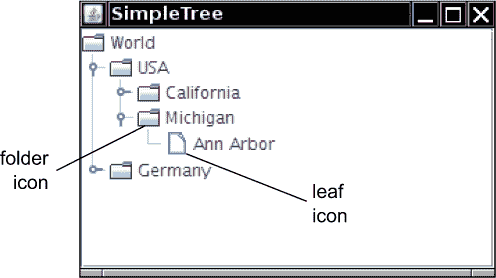 SimpleTree
World
USA
California
Michigan
Ann Arbor
Germany
folder
icon
leaf
icon